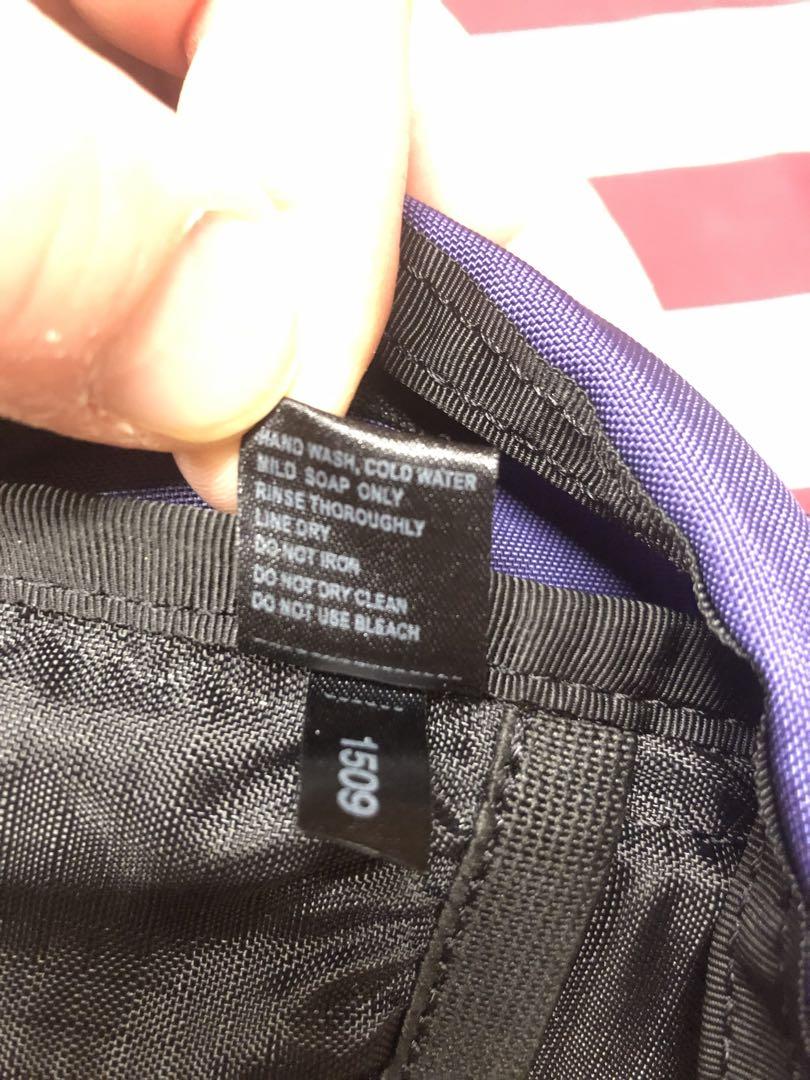 HAND WASH, COLD WATER
MILD SOAP ONLY
RINSE THOROUGHLY
LINE DRY
DO NOT IRON
DO NOT DRY CLEAN
DO NOT USE BLEACH
1509